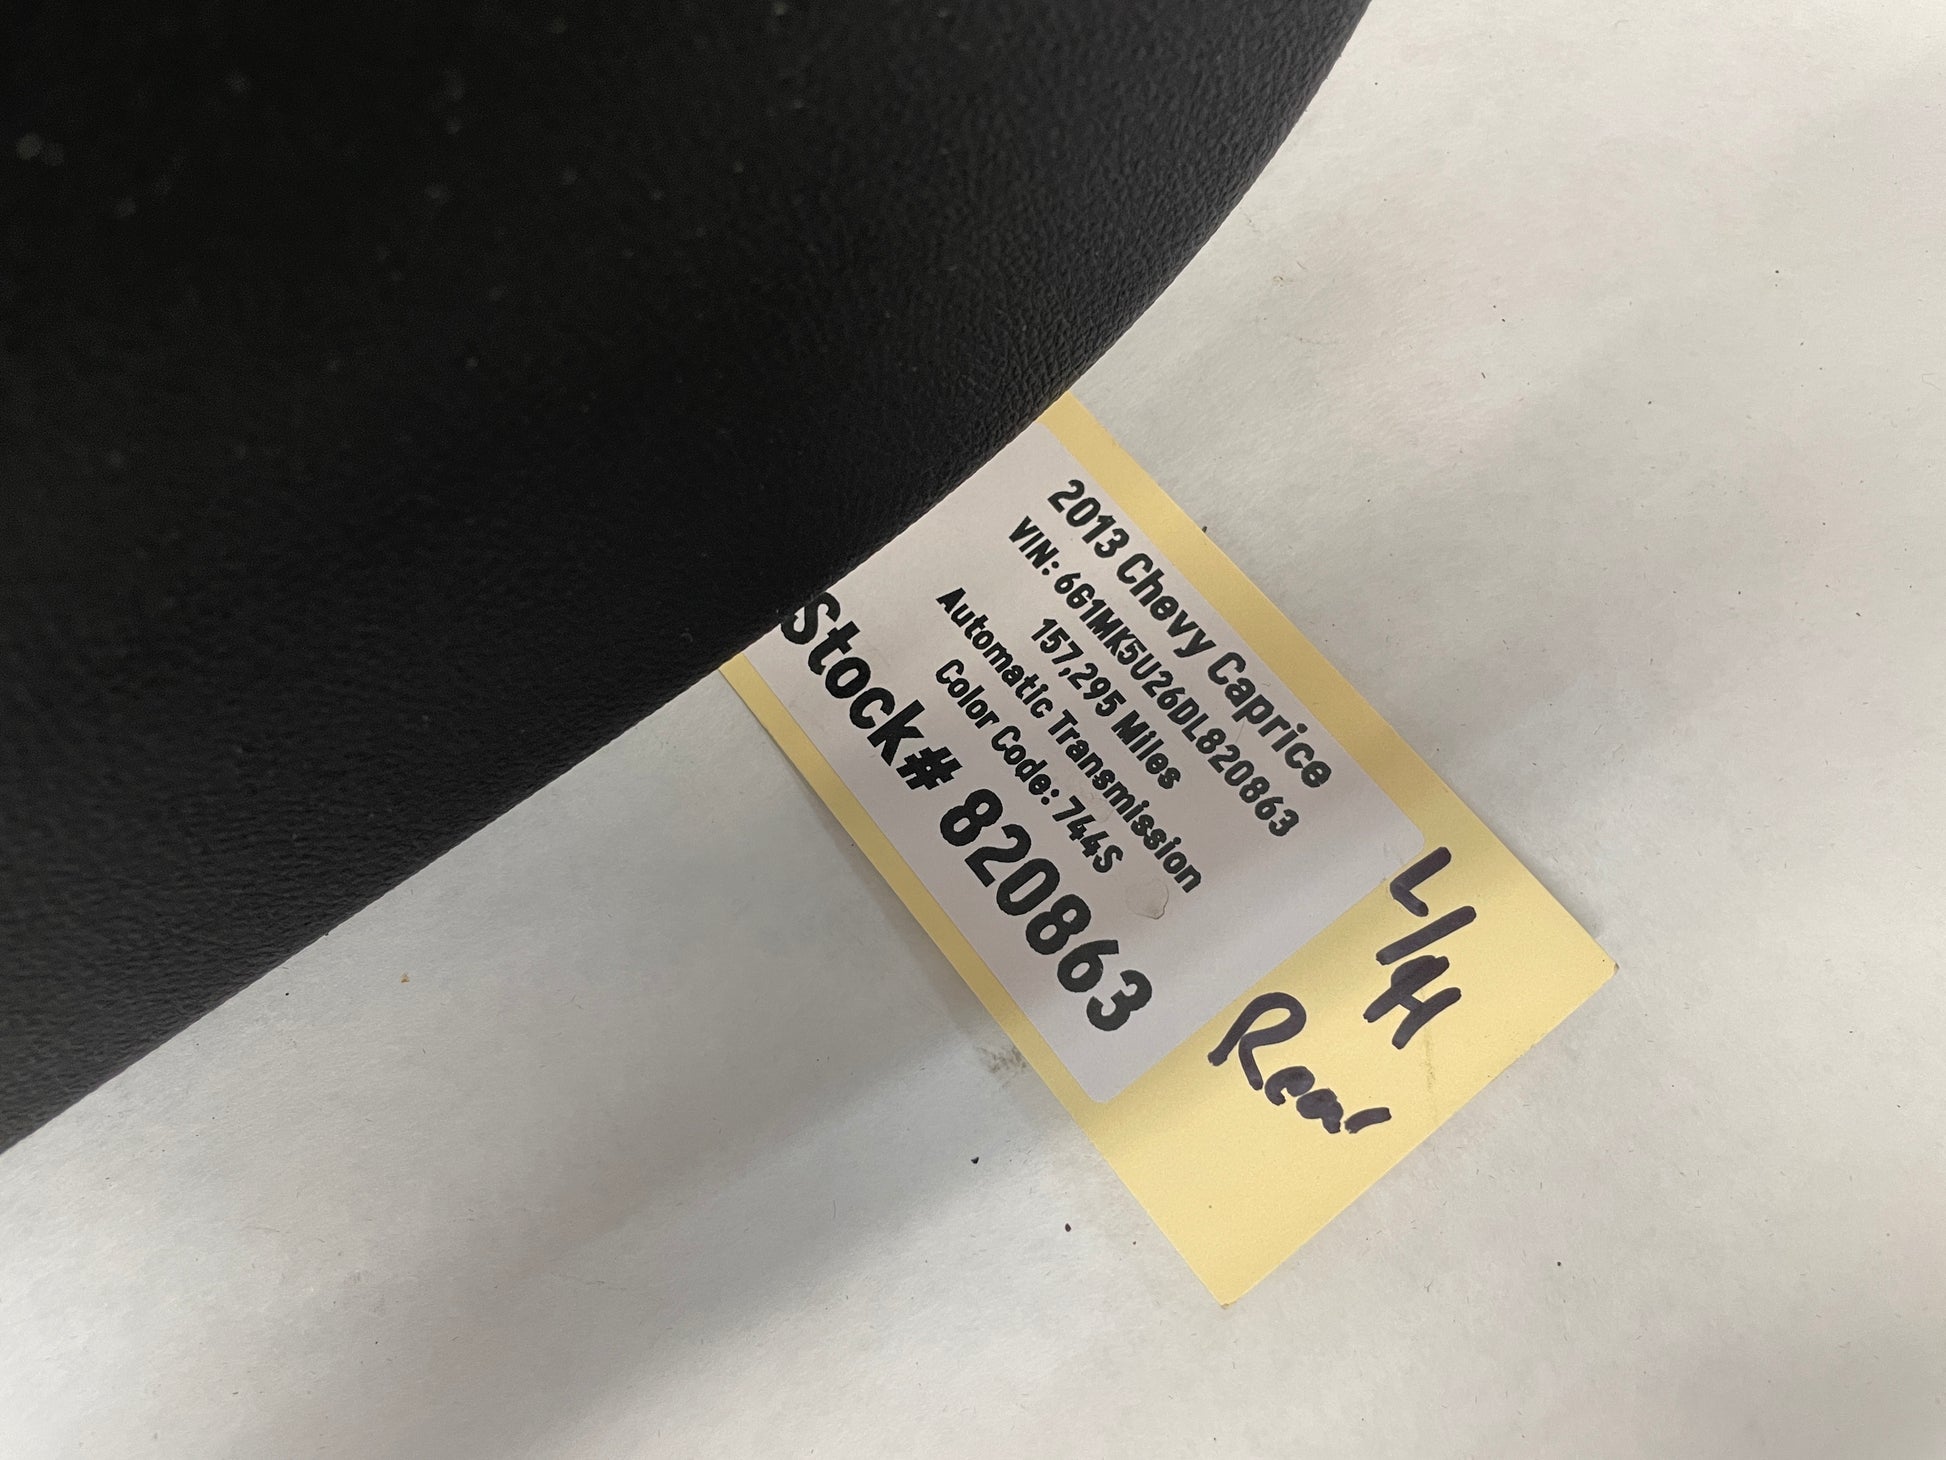 2013 Chevy Caprice
VIN: 6G1MK5U26DL820863
157,295 Miles
Automatic Transmission
Color Code: 744S
Stock# 820863
L/H
Rear